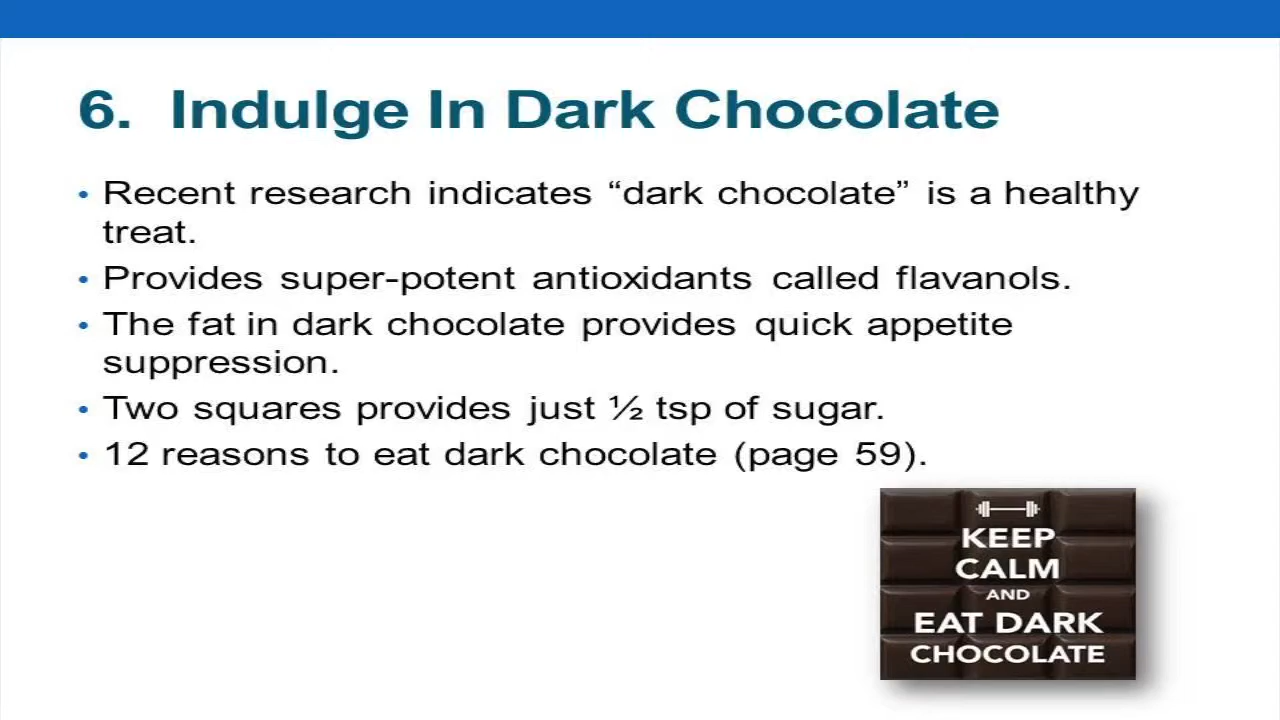 6. Indulge In Dark Chocolate
• Recent research indicates “dark chocolate” is a healthy
treat.
• Provides super-potent antioxidants called flavanols.
• The fat in dark chocolate provides quick appetite
suppression.
• Two squares provides just ½ tsp of sugar.
• 12 reasons to eat dark chocolate (page 59).
KEEP
CALM
AND
EAT DARK
CHOCOLATE